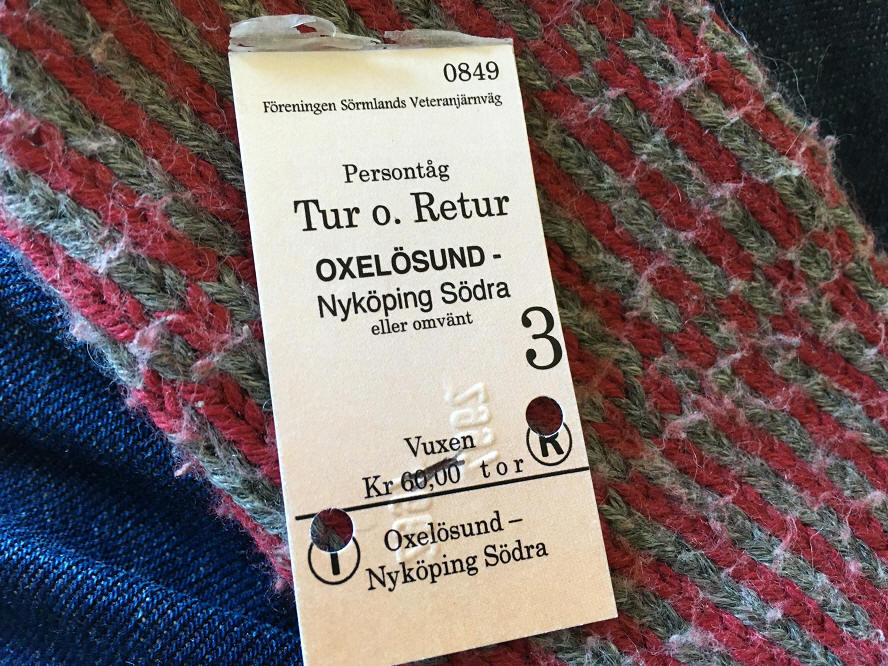 0849
Föreningen Sörmlands Veteranjärnväg
Persontåg
Tur o. Retur
OXELÖSUND -
Nyköping Södra
eller omvänt
3
Vuxen
R
Kr 60,00 t o r
Oxelösund –
T
Nyköping Södra